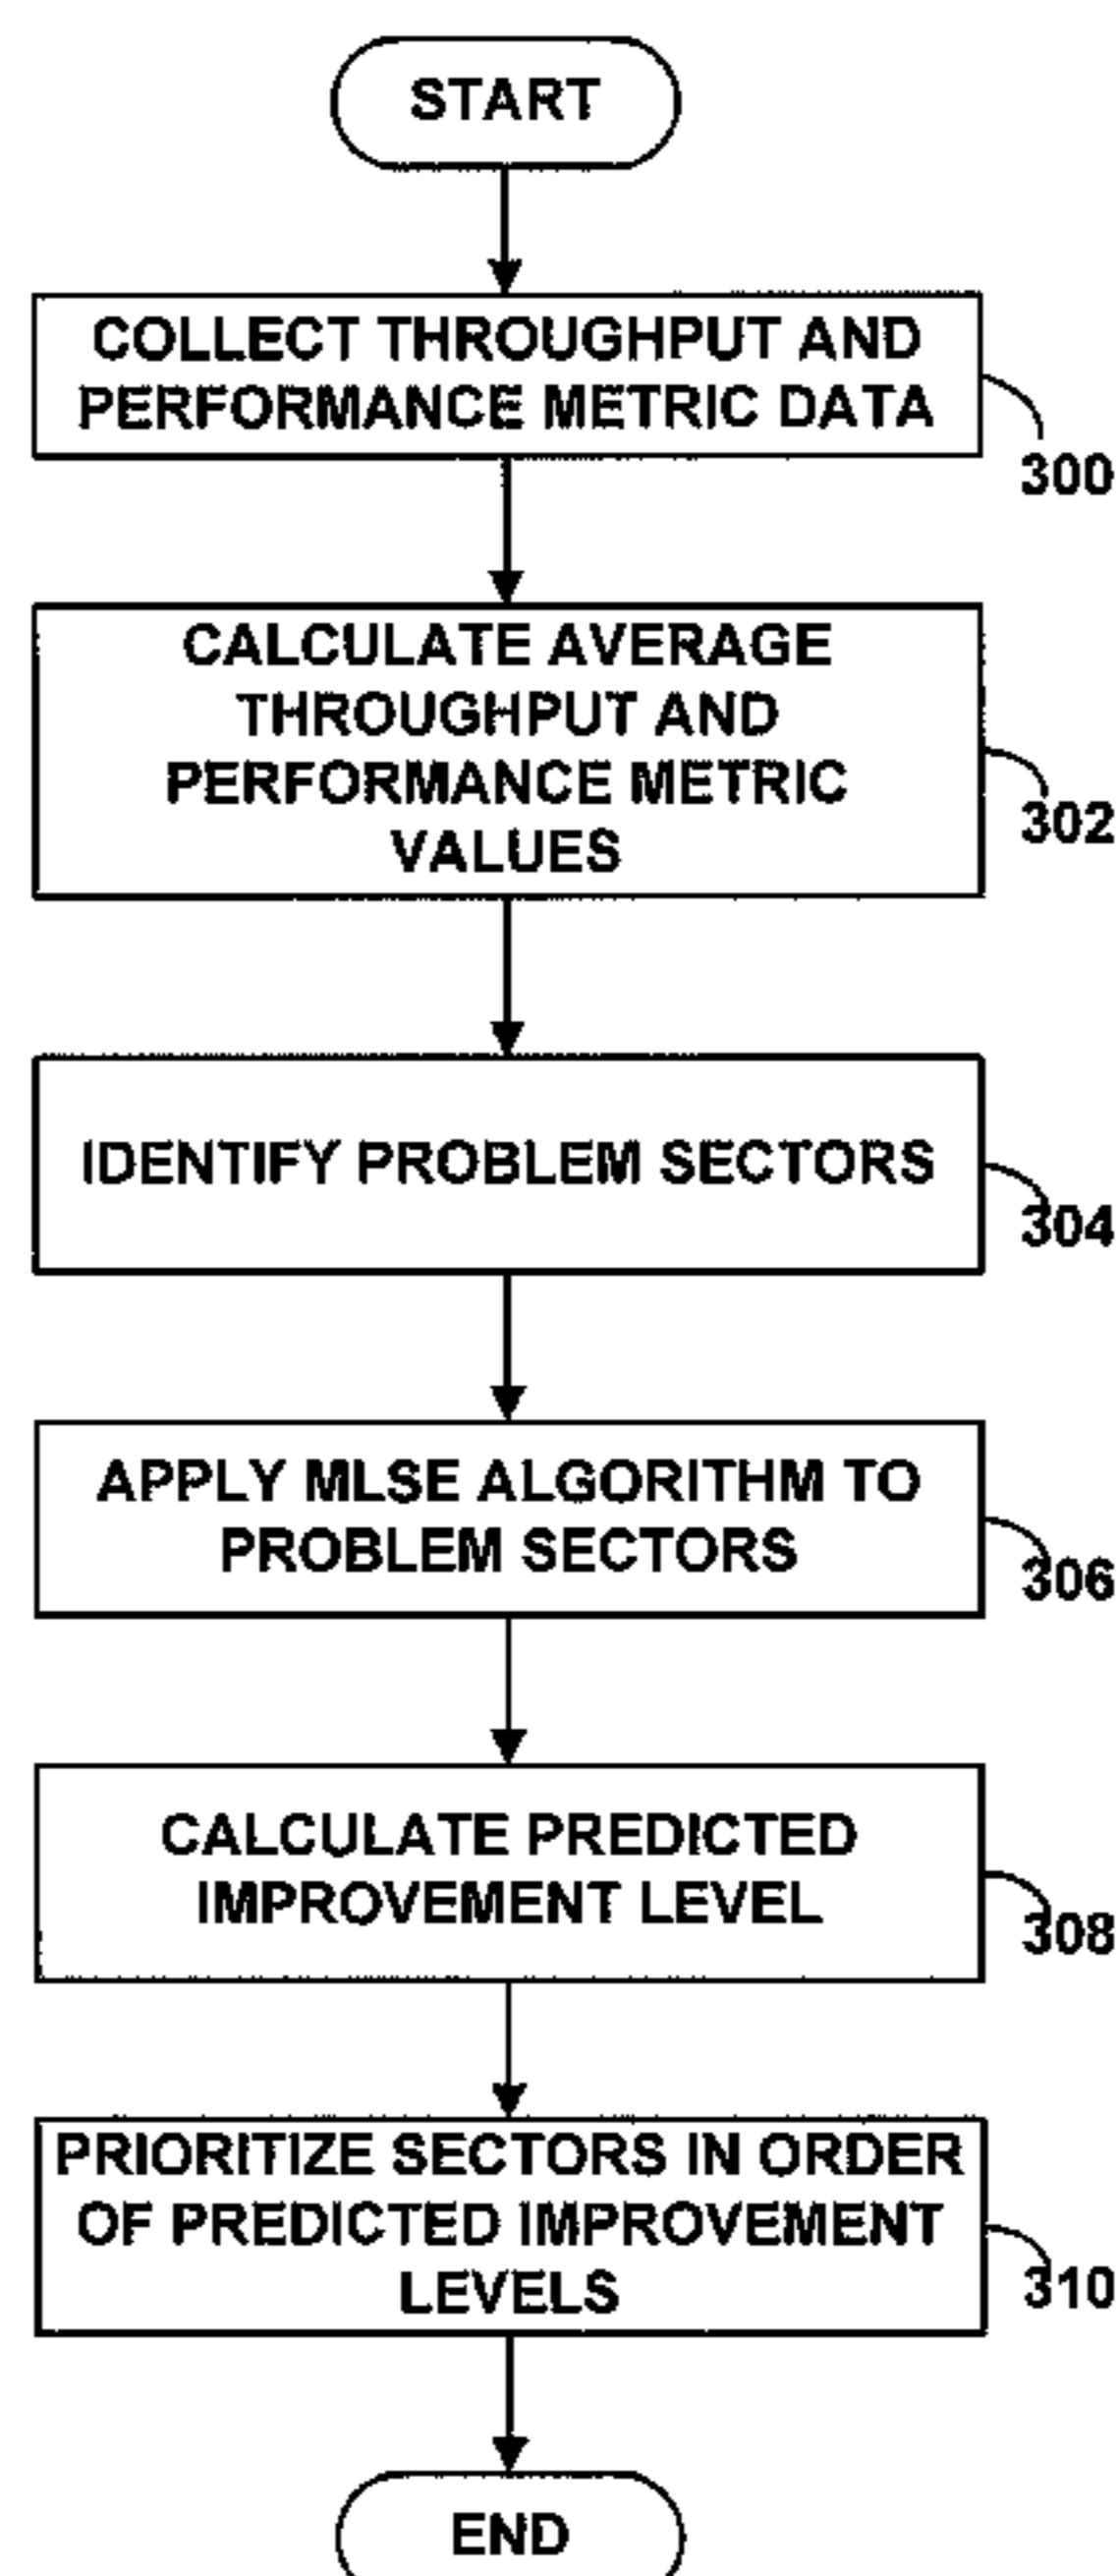 START
COLLECT THROUGHPUT AND
PERFORMANCE METRIC DATA
300
CALCULATE AVERAGE
THROUGHPUT AND
PERFORMANCE METRIC
VALUES
302
IDENTIFY PROBLEM SECTORS
304
APPLY MLSE ALGORITHM TO
PROBLEM SECTORS
306
CALCULATE PREDICTED
IMPROVEMENT LEVEL
308
PRIORITIZE SECTORS IN ORDER
OF PREDICTED IMPROVEMENT
LEVELS
310
END